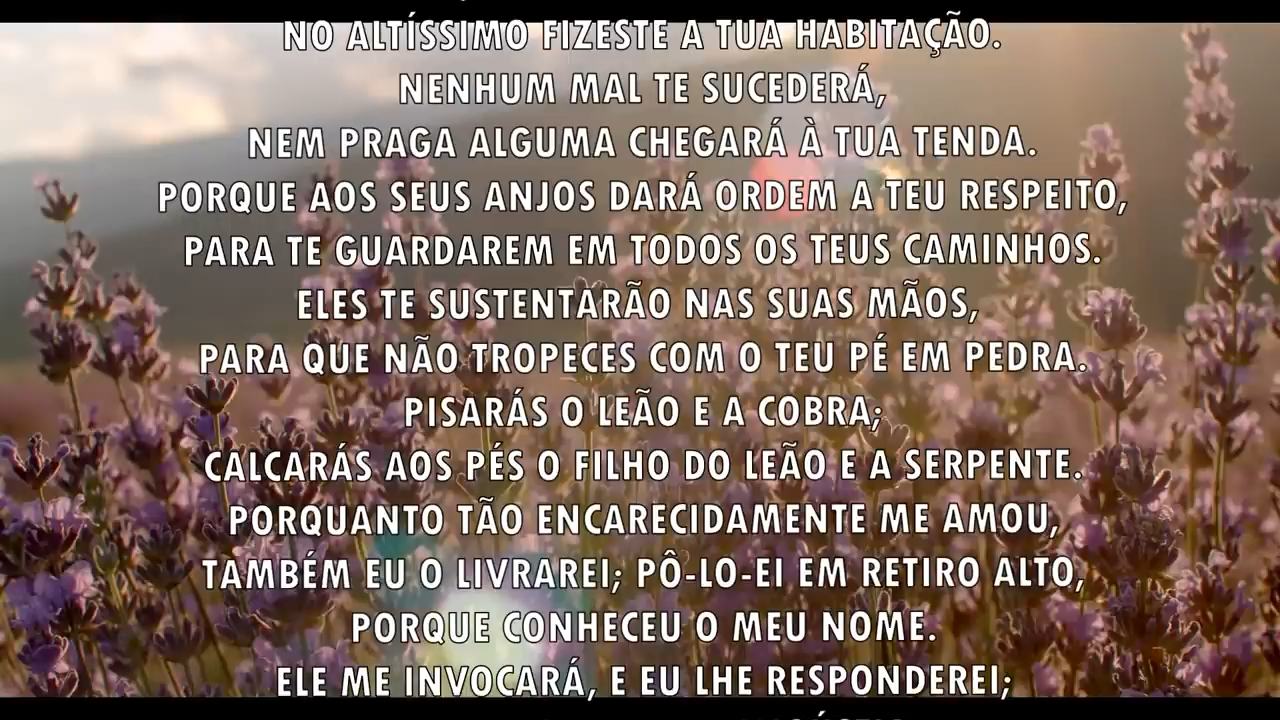 NO ALTÍSSIMO FIZESTE A TUA HABITAÇÃO.
NENHUM MAL TE SUCEDERÁ,
NEM PRAGA ALGUMA CHEGARÁ À TUA TENDA.
PORQUE AOS SEUS ANJOS DARÁ ORDEM A TEU RESPEITO,
PARA TE GUARDAREM EM TODOS OS TEUS CAMINHOS.
ELES TE SUSTENTARÃO NAS SUAS MÃOS,
PARA QUE NÃO TROPECES COM O TEU PÉ EM PEDRA.
PISARÁS O LEÃO E A COBRA;
CALCARÁS AOS PÉS O FILHO DO LEÃO E A SERPENTE.
PORQUANTO TÃO ENCARECIDAMENTE ME AMOU,
TAMBÉM EU O LIVRAREI; PÔ-LO-EI EM RETIRO ALTO,
PORQUE CONHECEU O MEU NOME.
ELE ME INVOCARÁ, E EU LHE RESPONDEREI;